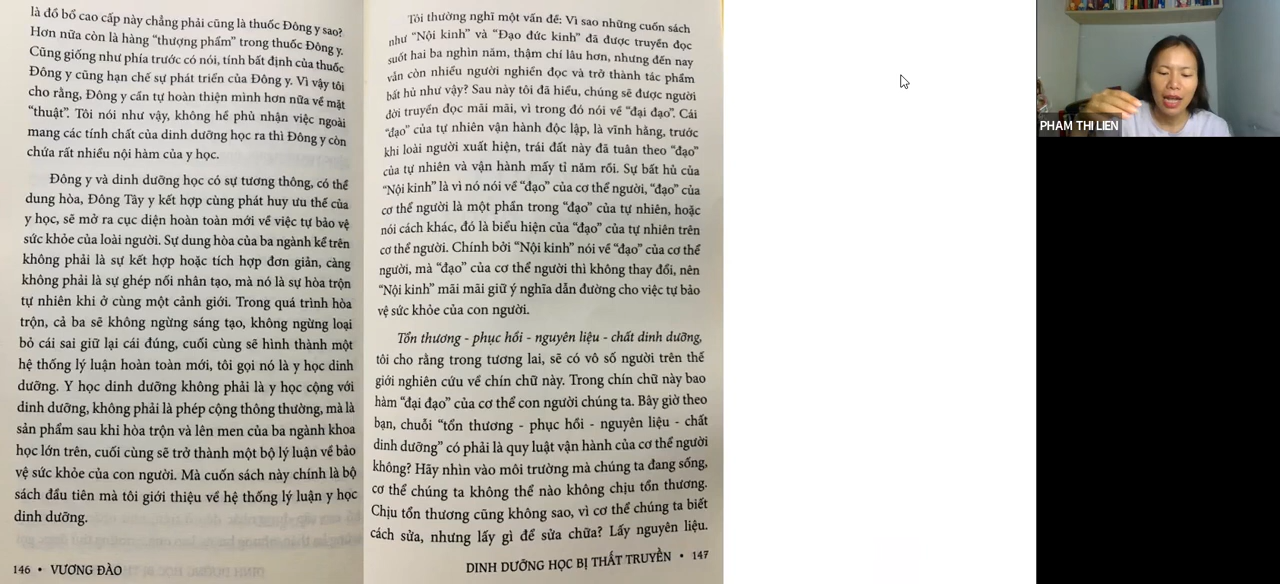 là đồ bổ cao cấp này chẳng phải cũng là thuốc Đông y sao?
Hơn nữa còn là hàng “thượng phẩm” trong thuốc Đông y.
Cũng giống như phía trước có nói, tính bất định của thuốc
Đông y cũng hạn chế sự phát triển của Đông y. Vì vậy tôi
cho rằng, Đông y cần tự hoàn thiện mình hơn nữa về mặt
“thuật”. Tôi nói như vậy, không hề phủ nhận việc ngoài
mang các tính chất của dinh dưỡng học ra thì Đông y còn
chứa rất nhiều nội hàm của y học.
Đông y và dinh dưỡng học có sự tương thông, có thể
dung hòa, Đông Tây y kết hợp cùng phát huy ưu thế của
y học, sẽ mở ra cục diện hoàn toàn mới về việc tự bảo vệ
sức khỏe của loài người. Sự dung hòa của ba ngành kể trên
không phải là sự kết hợp hoặc tích hợp đơn giản, càng
không phải là sự ghép nối nhân tạo, mà nó là sự hòa trộn
tự nhiên khi ở cùng một cảnh giới. Trong quá trình hòa
trộn, cả ba sẽ không ngừng sáng tạo, không ngừng loại
bỏ cái sai giữ lại cái đúng, cuối cùng sẽ hình thành một
hệ thống lý luận hoàn toàn mới, tôi gọi nó là y học dinh
dưỡng. Y học dinh dưỡng không phải là y học cộng với
dinh dưỡng, không phải là phép cộng thông thường, mà là
sản phẩm sau khi hòa trộn và lên men của ba ngành khoa
học lớn trên, cuối cùng sẽ trở thành một bộ lý luận về bảo
vệ sức khỏe của con người. Mà cuốn sách này chính là bộ
sách đầu tiên mà tôi giới thiệu về hệ thống lý luận y học
dinh dưỡng.
146 • VƯƠNG ĐÀO
Tôi thường nghĩ một vấn đề: Vì sao những cuốn sách
như “Nội kinh” và “Đạo đức kinh” đã được truyền đọc
suốt hai ba nghìn năm, thậm chí lâu hơn, nhưng đến nay
vẫn còn nhiều người nghiền đọc và trở thành tác phẩm
bất hủ như vậy? Sau này tôi đã hiểu, chúng sẽ được người
đời truyền đọc mãi mãi, vì trong đó nói về “đại đạo”. Cái
“đạo” của tự nhiên vận hành độc lập, là vĩnh hằng, trước
khi loài người xuất hiện, trái đất này đã tuân theo “đạo”
của tự nhiên và vận hành mấy tỉ năm rồi. Sự bất hủ của
“Nội kinh” là vì nó nói về “đạo” của cơ thể người, “đạo” của
cơ thể người là một phần trong “đạo” của tự nhiên, hoặc
nói cách khác, đó là biểu hiện của “đạo” của tự nhiên trên
cơ thể người. Chính bởi “Nội kinh” nói về “đạo” của cơ thể
người, mà “đạo” của cơ thể người thì không thay đổi, nên
“Nội kinh” mãi mãi giữ ý nghĩa dẫn đường cho việc tự bảo
vệ sức khỏe của con người.
Tổn thương - phục hồi - nguyên liệu - chất dinh dưỡng,
tôi cho rằng trong tương lai, sẽ có vô số người trên thế
giới nghiên cứu về chín chữ này. Trong chín chữ này bao
hàm “đại đạo” của cơ thể con người chúng ta. Bây giờ theo
bạn, chuỗi “tổn thương - phục hồi - nguyên liệu - chất
dinh dưỡng” có phải là quy luật vận hành của cơ thể người
không? Hãy nhìn vào môi trường mà chúng ta đang sống,
cơ thể chúng ta không thể nào không chịu tổn thương.
Chịu tổn thương cũng không sao, vì cơ thể chúng ta biết
cách sửa, nhưng lấy gì để sửa chữa? Lấy nguyên liệu.
DINH DƯỠNG HỌC BỊ THẤT TRUYỀN • 147
PHAM THI LIEN